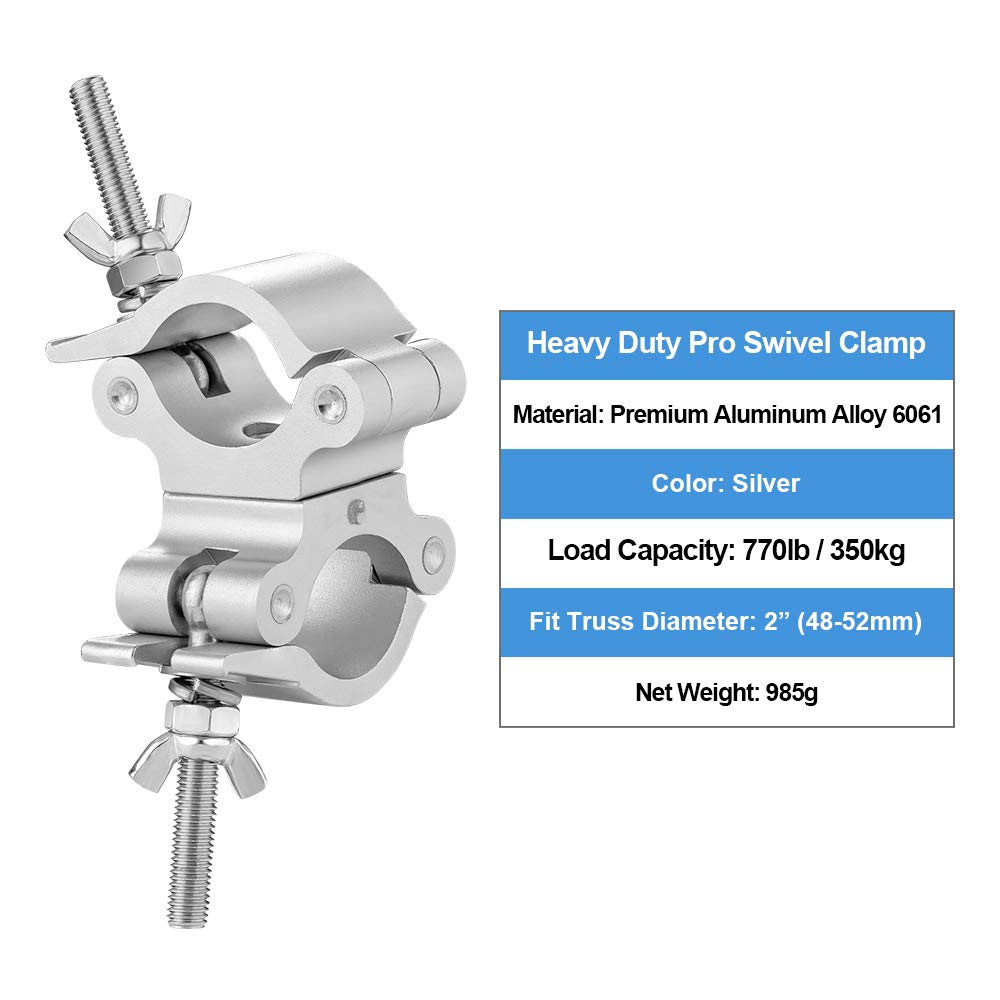 Heavy Duty Pro Swivel Clamp
Material: Premium Aluminum Alloy 6061
Color: Silver
Load Capacity: 770lb / 350kg
Fit Truss Diameter: 2” (48-52mm)
Net Weight: 985g